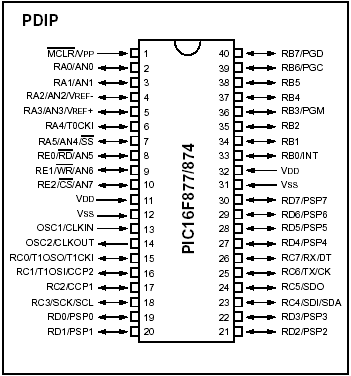 PDIP
MCLR/VPP 1 40 RB7/PGD
RA0/AN0 2 39 RB6/PGC
RA1/AN1 3 38 RB5
RA2/AN2/VREF- 4 37 RB4
RA3/AN3/VREF+ 5 36 RB3/PGM
RA4/T0CKI 6 35 RB2
RA5/AN4/SS 7 34 RB1
RE0/RD/AN5 8 33 RB0/INT
RE1/WR/AN6 9 32 VDD
RE2/CS/AN7 10 31 VSS
VDD 11 30 RD7/PSP7
VSS 12 29 RD6/PSP6
OSC1/CLKIN 13 28 RD5/PSP5
OSC2/CLKOUT 14 27 RD4/PSP4
RC0/T1OSO/T1CKI 15 26 RC7/RX/DT
RC1/T1OSI/CCP2 16 25 RC6/TX/CK
RC2/CCP1 17 24 RC5/SDO
RC3/SCK/SCL 18 23 RC4/SDI/SDA
RD0/PSP0 19 22 RD3/PSP3
RD1/PSP1 20 21 RD2/PSP2
PIC16F877/874